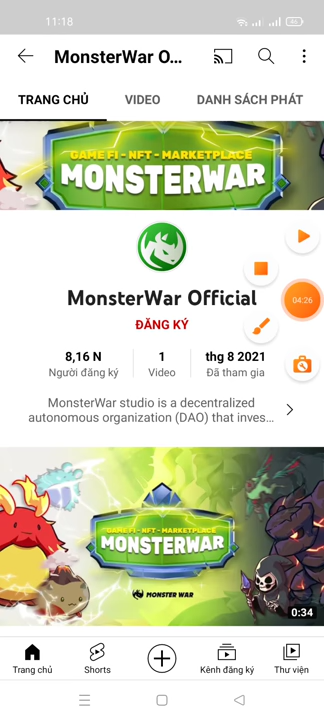 11:18
MonsterWar O...
TRANG CHỦ
VIDEO
DANH SÁCH PHÁT
GAME FI - NFT - MARKETPLACE
MONSTERWAR
MonsterWar Official
ĐĂNG KÝ
8,16 N
1
thg 8 2021
Người đăng ký
Video
Đã tham gia
04:26
MonsterWar studio is a decentralized
autonomous organization (DAO) that inves...
GAME FI - NFT - MARKETPLACE
MONSTERWAR
MONSTER WAR
0:34
Trang chủ
Shorts
Kênh đăng ký
Thư viện